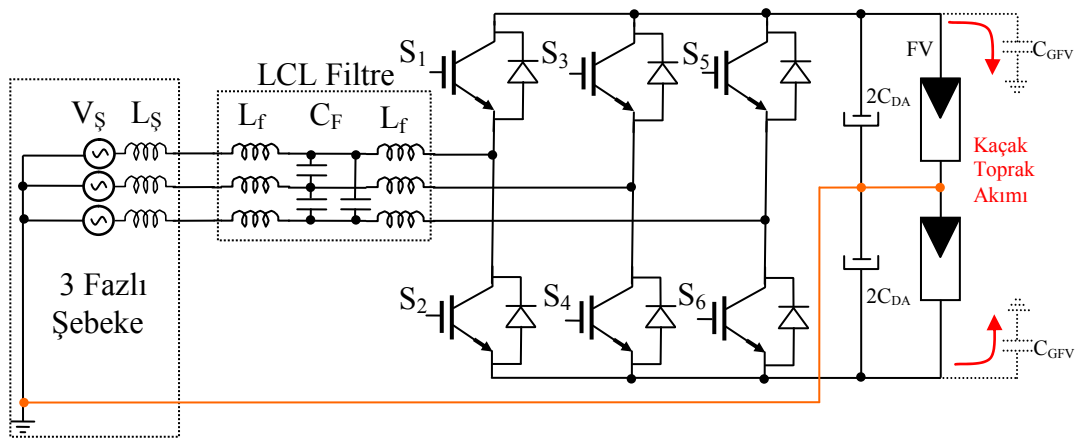 S1
S3
S5
FV
CGFV
LCL Filtre
2CDA
VŞ
LŞ
Lf
CF
Lf
Kaçak
Toprak
Akımı
3 Fazlı
Şebeke
S2
S4
S6
2CDA
CGFV